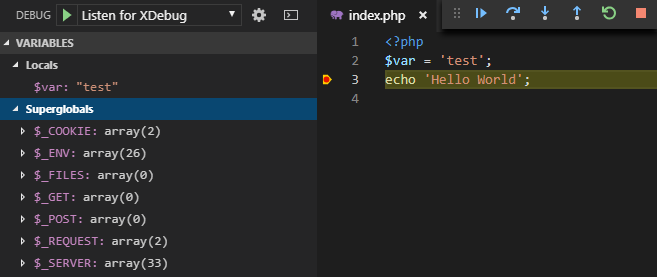 DEBUG Listen for XDebug
index.php
VARIABLES
Locals
$var: "test"
Superglobals
$_COOKIE: array(2)
$_ENV: array(26)
$_FILES: array(0)
$_GET: array(0)
$_POST: array(0)
$_REQUEST: array(2)
$_SERVER: array(33)
1 <?php
2 $var = 'test';
3 echo 'Hello World';
4